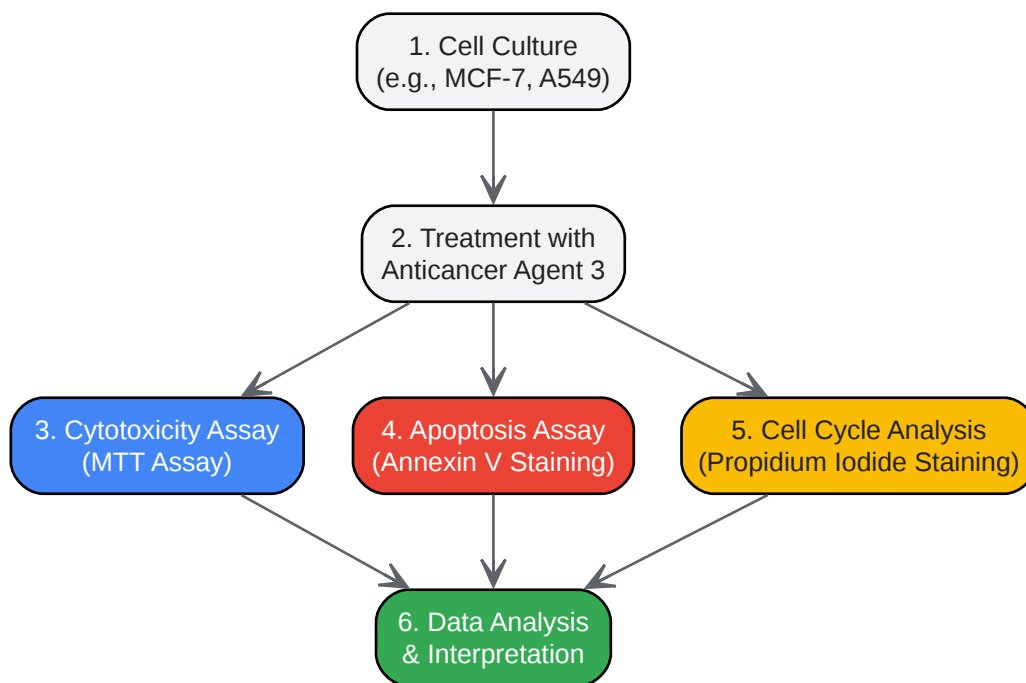 1. Cell Culture
(e.g., MCF-7, A549)
2. Treatment with
Anticancer Agent 3
3. Cytotoxicity Assay
(MTT Assay)
4. Apoptosis Assay
(Annexin V Staining)
5. Cell Cycle Analysis
(Propidium Iodide Staining)
6. Data Analysis
& Interpretation